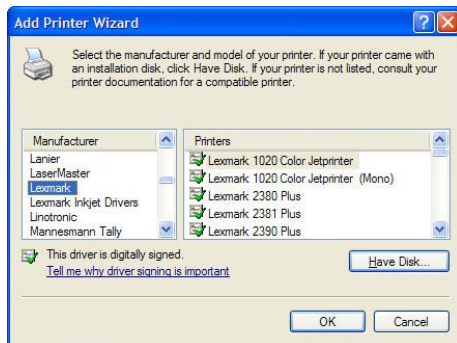 Add Printer Wizard
Select the manufacturer and model of your printer. If your printer came with
an installation disk, click Have Disk. If your printer is not listed, consult your
printer documentation for a compatible printer.
Manufacturer
Lanier
LaserMaster
Lexmark
Lexmark Inkjet Drivers
Linotronic
Mannesmann Tally
Printers
Lexmark 1020 Color Jetprinter
Lexmark 1020 Color Jetprinter (Mono)
Lexmark 2380 Plus
Lexmark 2381 Plus
Lexmark 2390 Plus
This driver is digitally signed.
Tell me why driver signing is important
Have Disk...
OK
Cancel